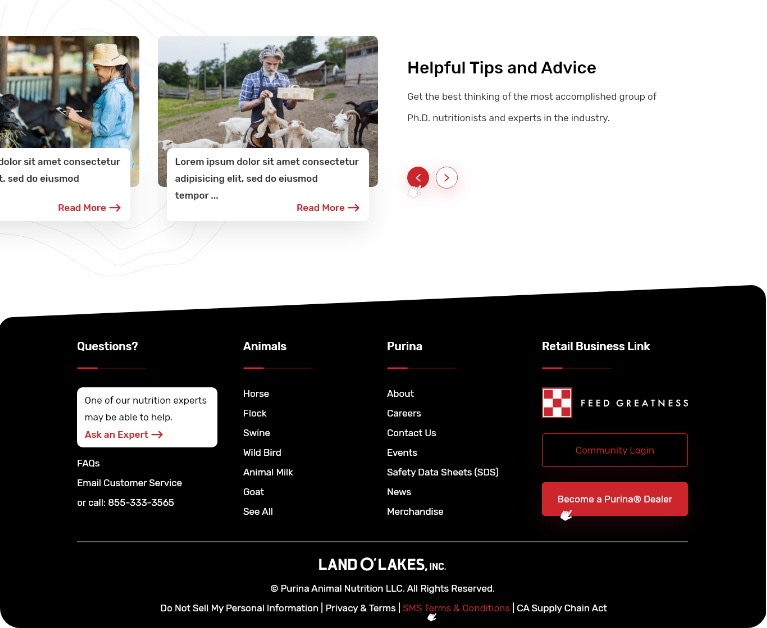 Helpful Tips and Advice
Get the best thinking of the most accomplished group of
Ph.D. nutritionists and experts in the industry.
dolor sit amet consectetur
t, sed do eiusmod
Read More
Lorem ipsum dolor sit amet consectetur
adipisicing elit, sed do eiusmod
tempor ...
Read More
Questions?
One of our nutrition experts
may be able to help.
Ask an Expert
FAQs
Email Customer Service
or call: 855-333-3565
Animals
Horse
Flock
Swine
Wild Bird
Animal Milk
Goat
See All
Purina
About
Careers
Contact Us
Events
Safety Data Sheets (SDS)
News
Merchandise
Retail Business Link
FEED GREATNESS
Community Login
Become a Purina® Dealer
LAND O'LAKES, INC.
© Purina Animal Nutrition LLC. All Rights Reserved.
Do Not Sell My Personal Information | Privacy & Terms | SMS Terms & Conditions | CA Supply Chain Act